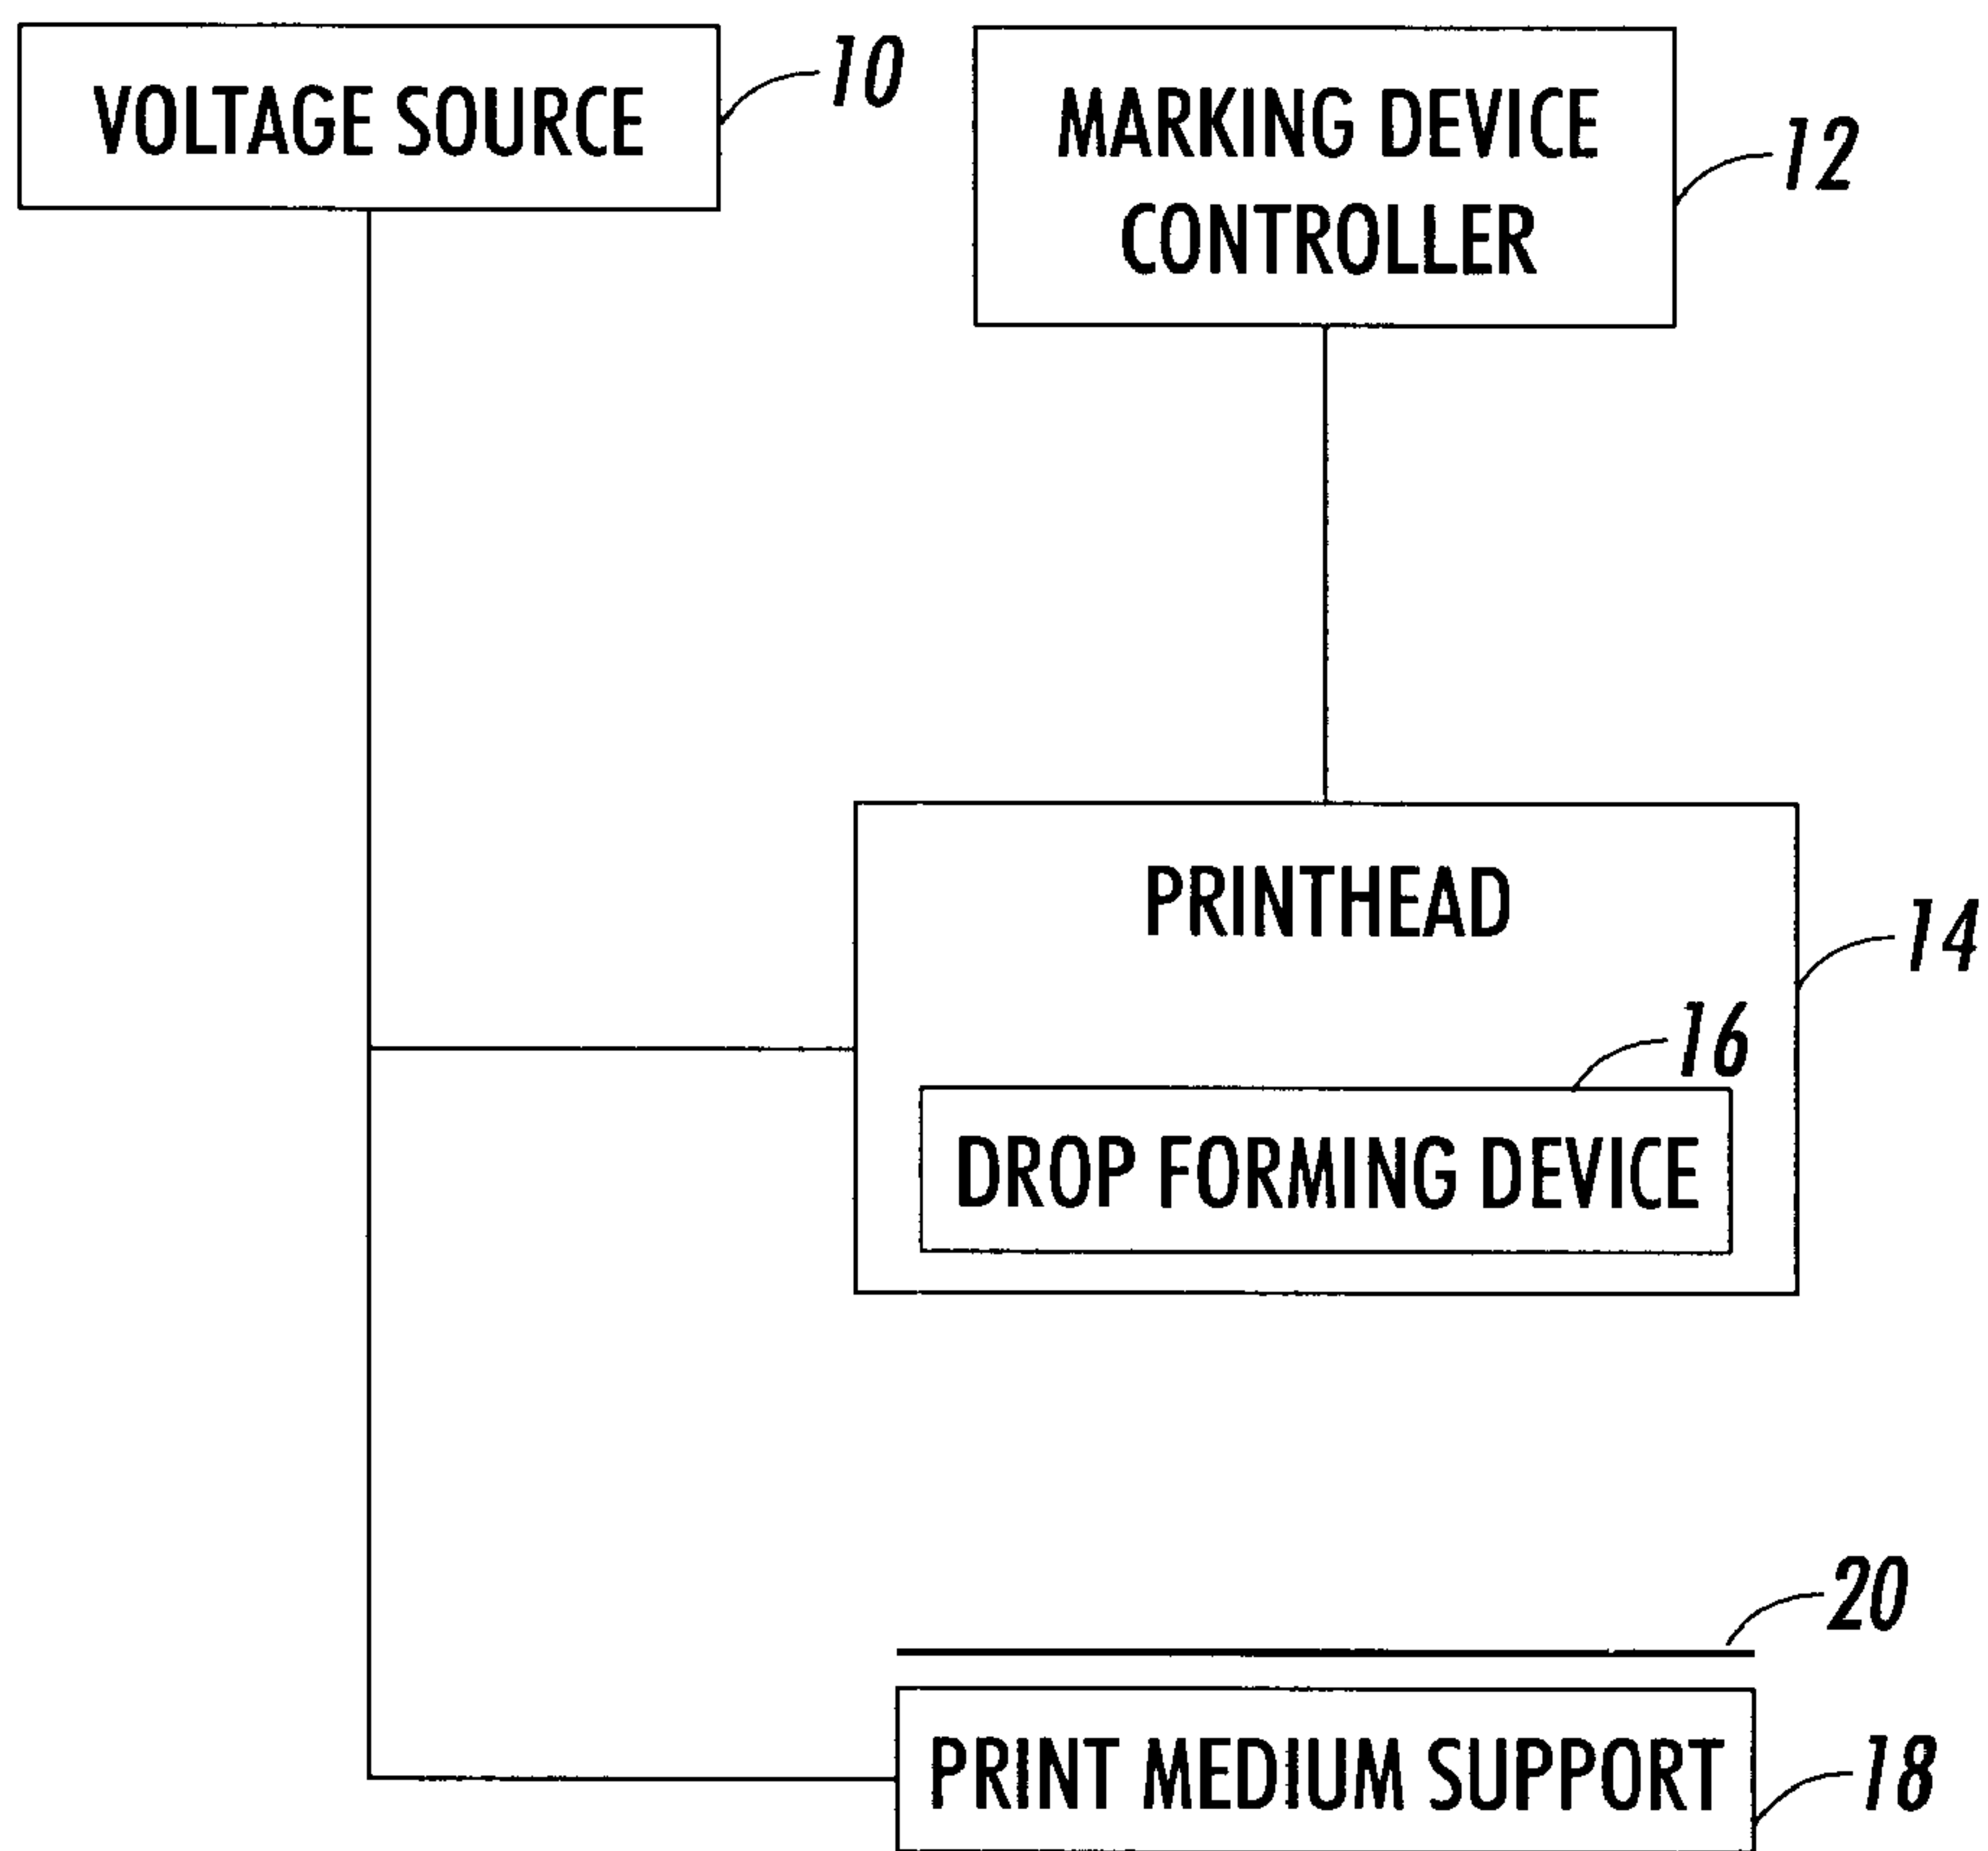 VOLTAGE SOURCE
10
MARKING DEVICE
CONTROLLER
12
PRINTHEAD
14
16
DROP FORMING DEVICE
20
PRINT MEDIUM SUPPORT
18